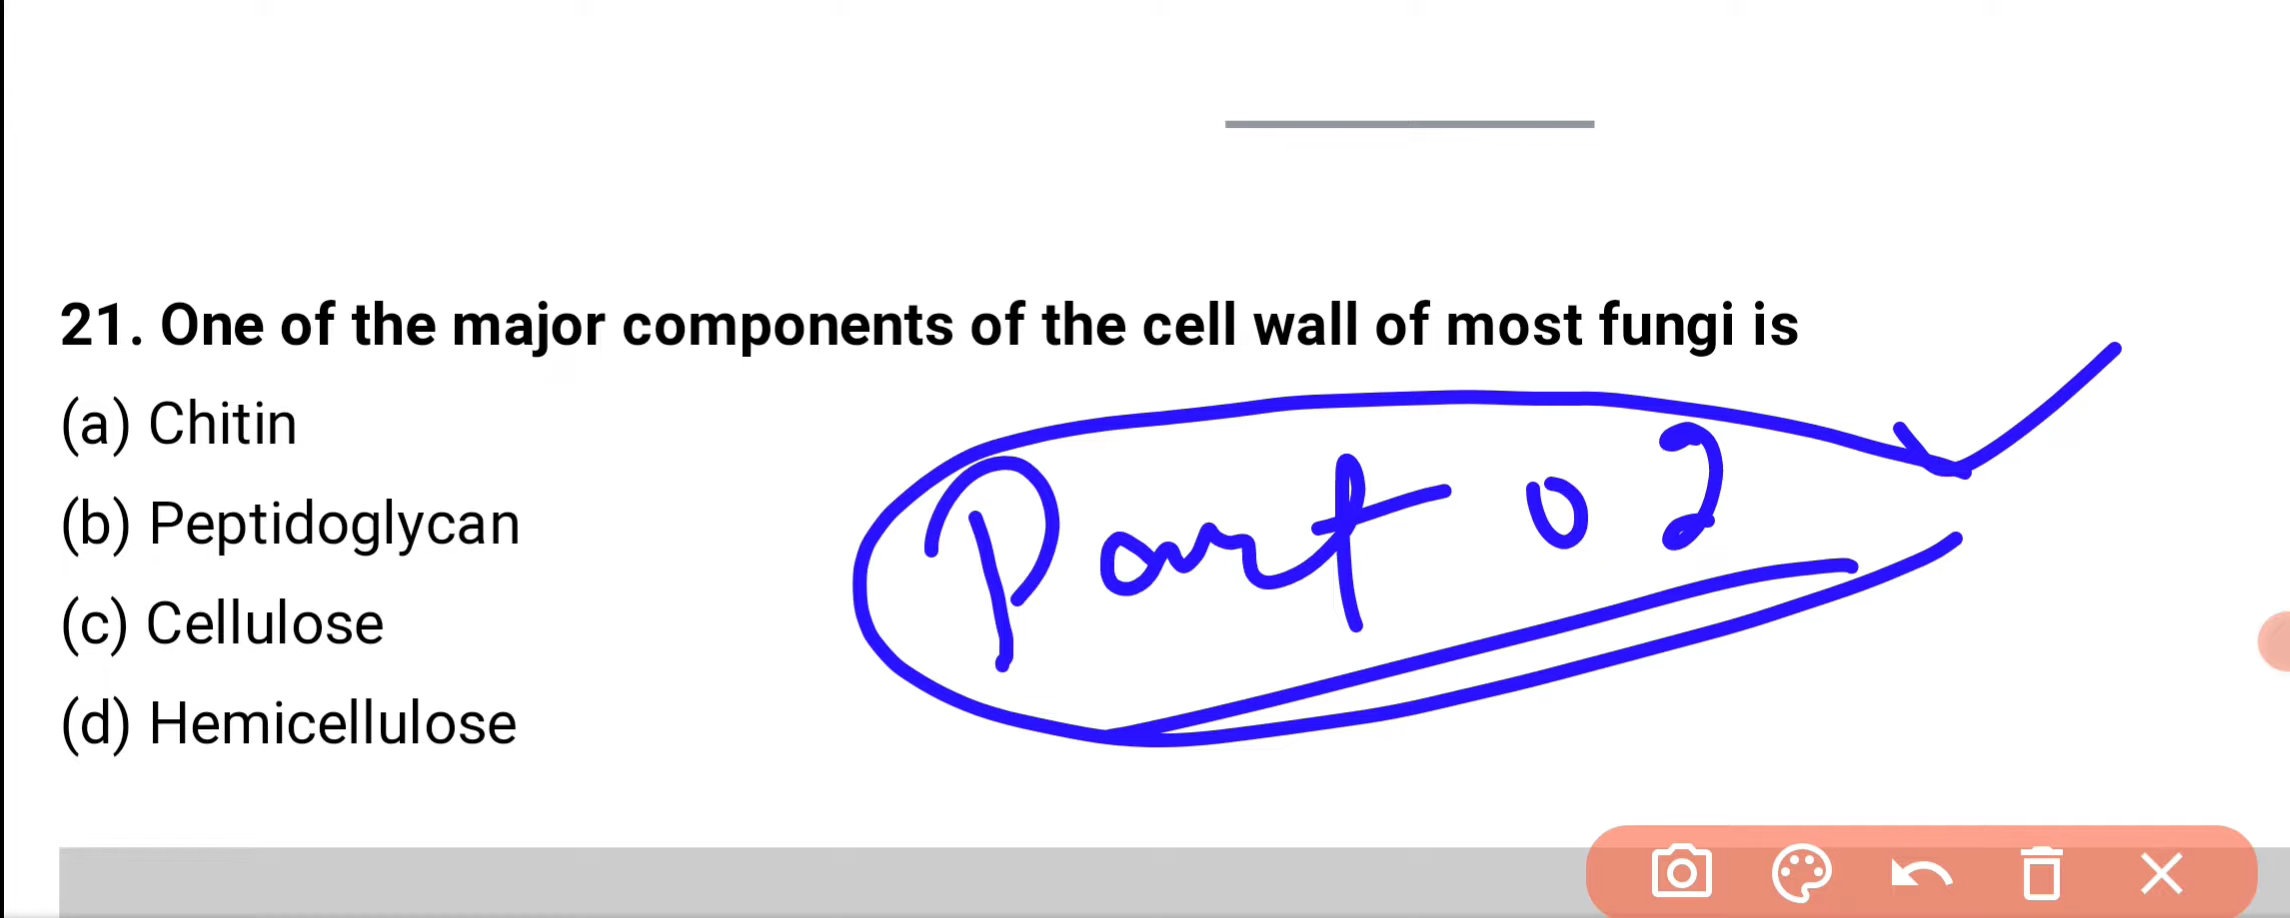 21. One of the major components of the cell wall of most fungi is
(a) Chitin
Part 02
(b) Peptidoglycan
(c) Cellulose
(d) Hemicellulose